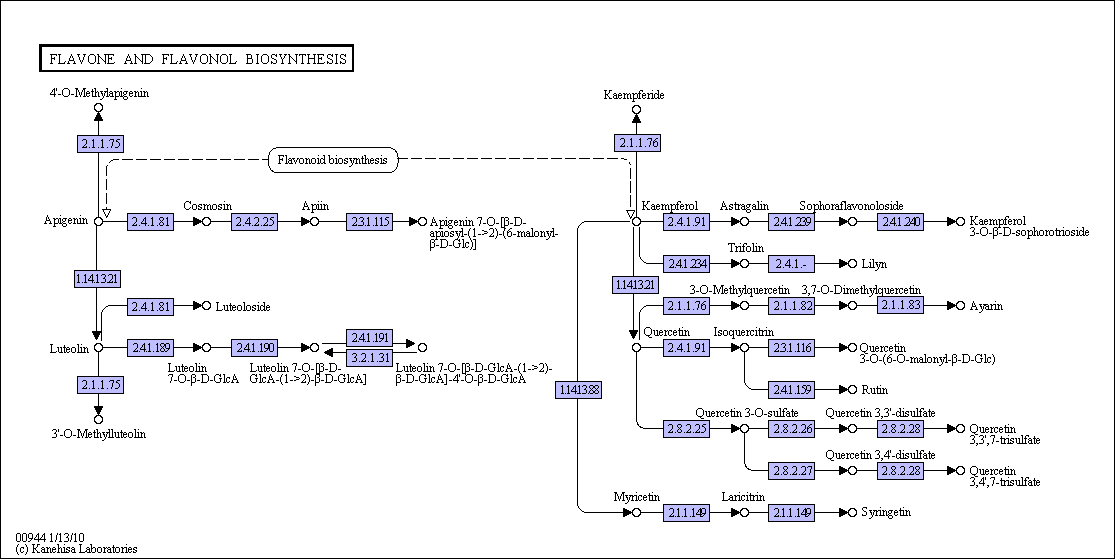 FLAVONE AND FLAVONOL BIOSYNTHESIS
4'-O-Methylapigenin
Kaempferide
2.1.1.75
2.1.1.76
Flavonoid biosynthesis
Apigenin
2.4.1.81
Cosmosin
2.4.2.25
Apiin
2.3.1.115
Apigenin 7-O-[β-D-
apiosyl-(1->2)-(6-malonyl-
β-D-Glc)]
Kaempferol
2.4.1.91
Astragalin
2.4.1.239
Sophoraflavonoloside
2.4.1.240
Kaempferol
3-O-β-D-sophorotrioside
2.4.1.234
Trifolin
2.4.1.-
Lilyn
1.14.13.21
1.14.13.21
2.4.1.81
Luteoloside
2.1.1.76
3-O-Methylquercetin
2.1.1.82
3,7-O-Dimethylquercetin
2.1.1.83
Ayarin
Luteolin
2.4.1.189
Luteolin
7-O-β-D-GlcA
2.4.1.190
Luteolin 7-O-[β-D-
GlcA-(1->2)-β-D-GlcA]
2.4.1.191
3.2.1.31
Luteolin 7-O-[β-D-GlcA-(1->2)-
β-D-GlcA]-4'-O-β-D-GlcA
Quercetin
2.4.1.91
Isoquercitrin
2.3.1.116
Quercetin
3-O-(6-O-malonyl-β-D-Glc)
2.4.1.159
Rutin
2.1.1.75
3'-O-Methylluteolin
1.14.13.88
2.8.2.25
Quercetin 3-O-sulfate
2.8.2.26
Quercetin 3,3'-disulfate
2.8.2.28
Quercetin
3,3',7-trisulfate
2.8.2.27
Quercetin 3,4'-disulfate
2.8.2.28
Quercetin
3,4',7-trisulfate
Myricetin
2.1.1.149
Laricitrin
2.1.1.149
Syringetin
00944 1/13/10
(c) Kanehisa Laboratories